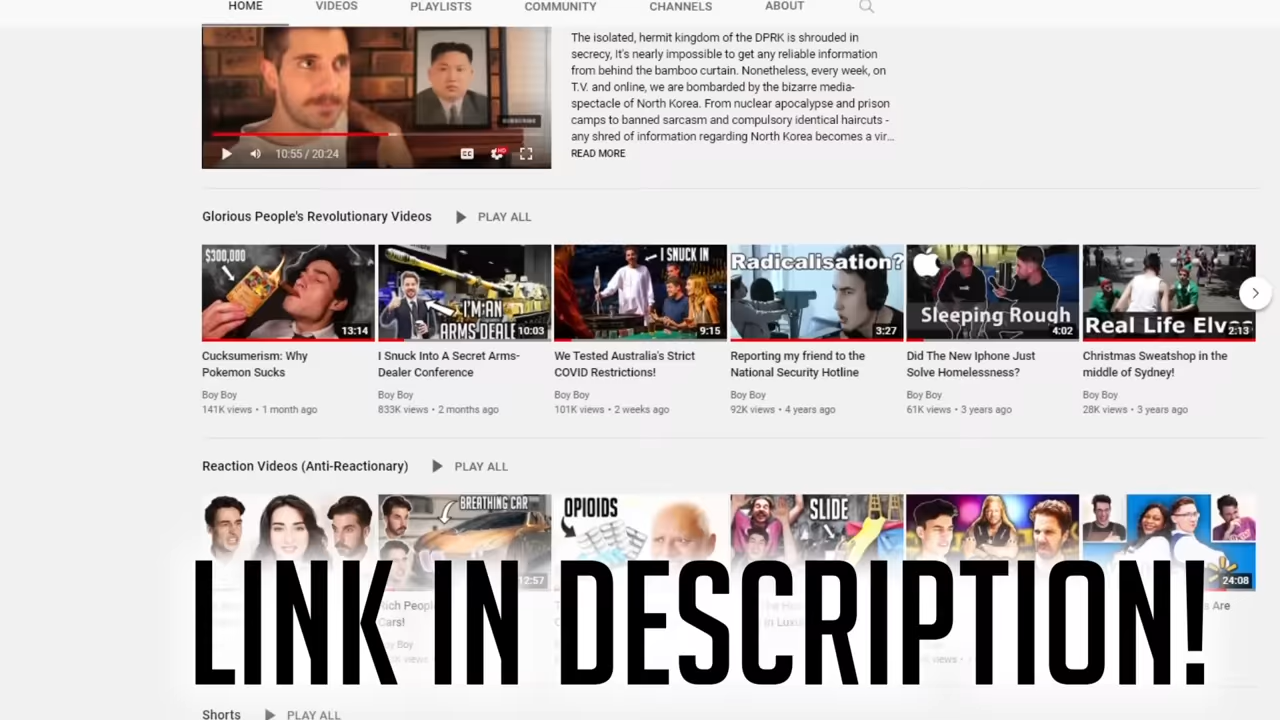 HOME VIDEOS PLAYLISTS COMMUNITY CHANNELS ABOUT
The isolated, hermit kingdom of the DPRK is shrouded in
secrecy, It's nearly impossible to get any reliable information
from behind the bamboo curtain. Nonetheless, every week, on
T.V. and online, we are bombarded by the bizarre media-
spectacle of North Korea. From nuclear apocalypse and prison
camps to banned sarcasm and compulsory identical haircuts -
any shred of information regarding North Korea becomes a vir...
READ MORE
10:55 / 20:24
CC HD
Glorious People's Revolutionary Videos PLAY ALL
$300,000
13:14
I'M AN
ARMS DEALE
10:03
I SNUCK IN
9:15
Radicalisation?
3:27
Sleeping Rough
4:02
Real Life Elves
2:13
Cucksumerism: Why
Pokemon Sucks
Boy Boy
141K views • 1 month ago
I Snuck Into A Secret Arms-
Dealer Conference
Boy Boy
833K views • 2 months ago
We Tested Australia's Strict
COVID Restrictions!
Boy Boy
101K views • 2 weeks ago
Reporting my friend to the
National Security Hotline
Boy Boy
92K views • 4 years ago
Did The New Iphone Just
Solve Homelessness?
Boy Boy
61K views • 3 years ago
Christmas Sweatshop in the
middle of Sydney!
Boy Boy
28K views • 3 years ago
Reaction Videos (Anti-Reactionary) PLAY ALL
BREATHING CAR
12:57
OPIOIDS
SLIDE
24:08
Cars!
Are
views
LINK IN DESCRIPTION!
Shorts PLAY ALL